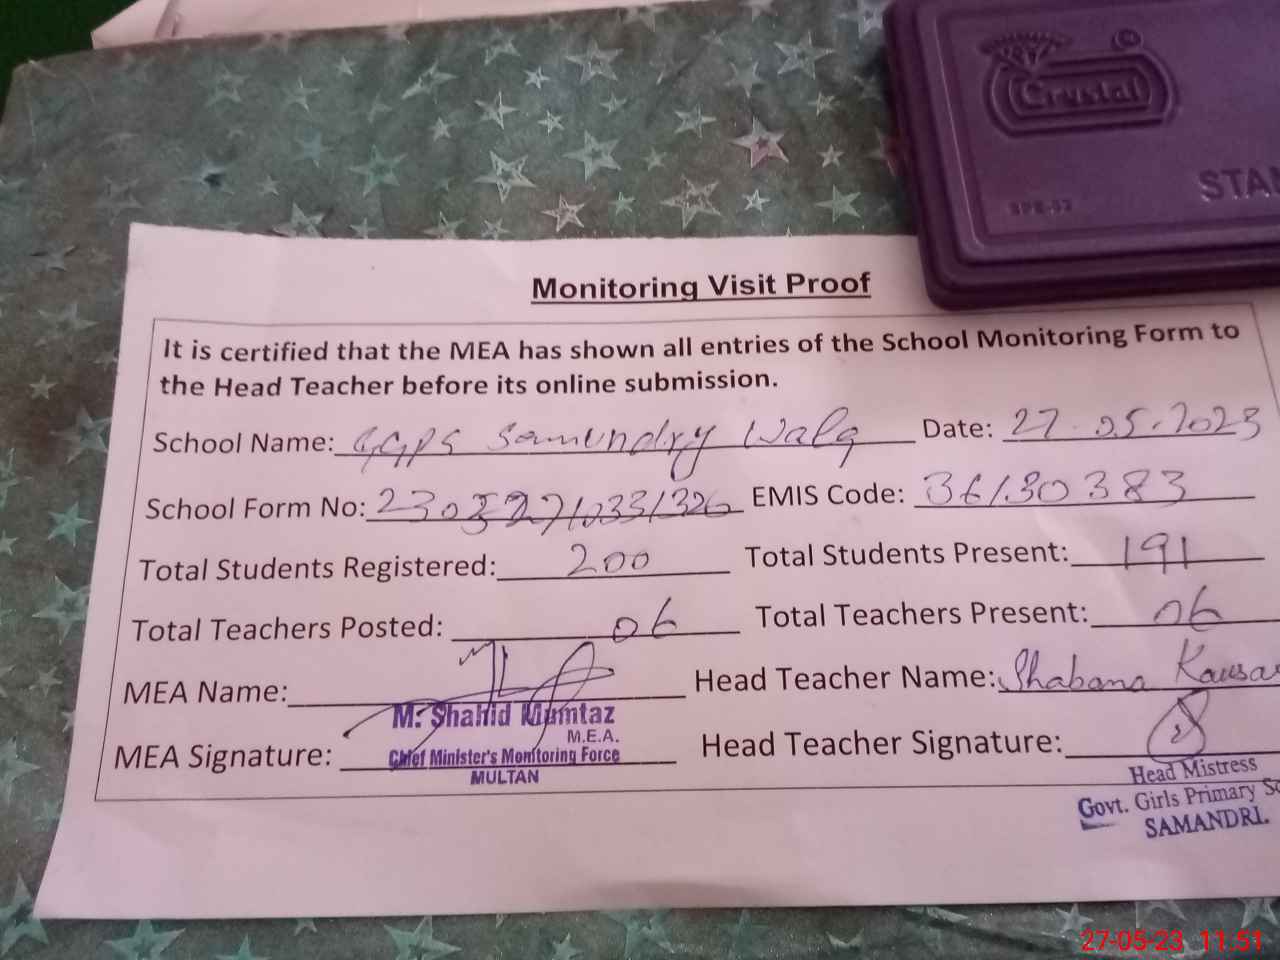 Crystal
STA
SPE-32
Monitoring Visit Proof
It is certified that the MEA has shown all entries of the School Monitoring Form to
the Head Teacher before its online submission.
School Name: GGPS Samundry Wala Date: 27.05.2023
School Form No: EMIS Code: 36130383
Total Students Registered: 200 Total Students Present: 191
Total Teachers Posted: 06 Total Teachers Present: 06
MEA Name: Head Teacher Name: Shabana Kausa
M. Shahid Mumtaz
M.E.A.
MEA Signature: Chief Minister's Monitoring Force Head Teacher Signature:
MULTAN
Head Mistress
Govt. Girls Primary Sc
SAMANDRI.
27-05-23 11:51